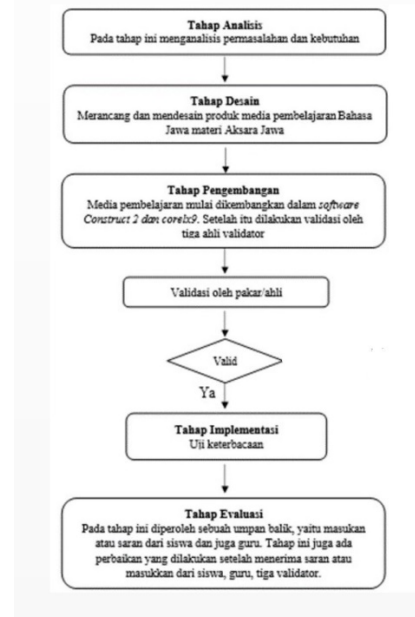 Tahap Analisis
Pada tahap ini menganalisis permasalahan dan kebutuhan
Tahap Desain
Merancang dan mendesain produk media pembelajaran Bahasa
Jawa materi Aksara Jawa
Tahap Pengembangan
Media pembelajaran mulai dikembangkan dalam software
Construct 2 dan corelx9. Setelah itu dilakukan validasi oleh
tiga ahli validator
Validasi oleh pakar/ahli
Valid
Ya
Tahap Implementasi
Uji keterbacaan
Tahap Evaluasi
Pada tahap ini diperoleh sebuah umpan balik, yaitu masukan
atau saran dari siswa dan juga guru. Tahap ini juga ada
perbaikan yang dilakukan setelah menerima saran atau
masukkan dari siswa, guru, tiga validator.